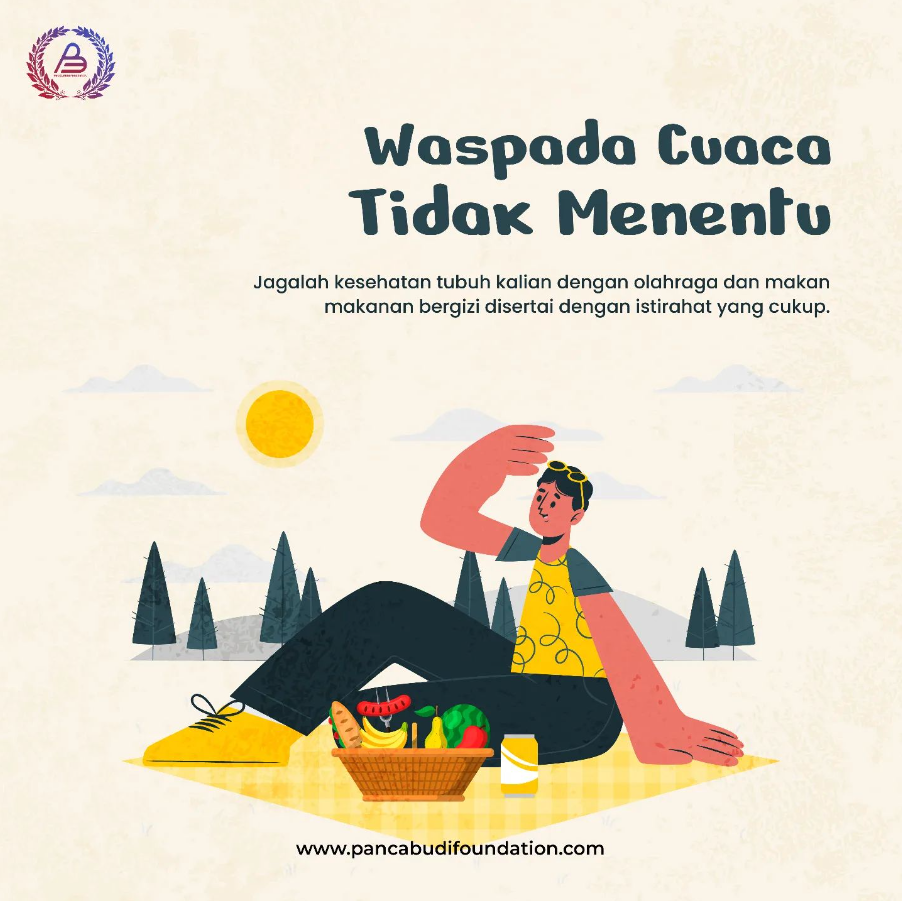 Waspada Cuaca
Tidak Menentu
Jagalah kesehatan tubuh kalian dengan olahraga dan makan
makanan bergizi disertai dengan istirahat yang cukup.
www.pancabudifoundation.com